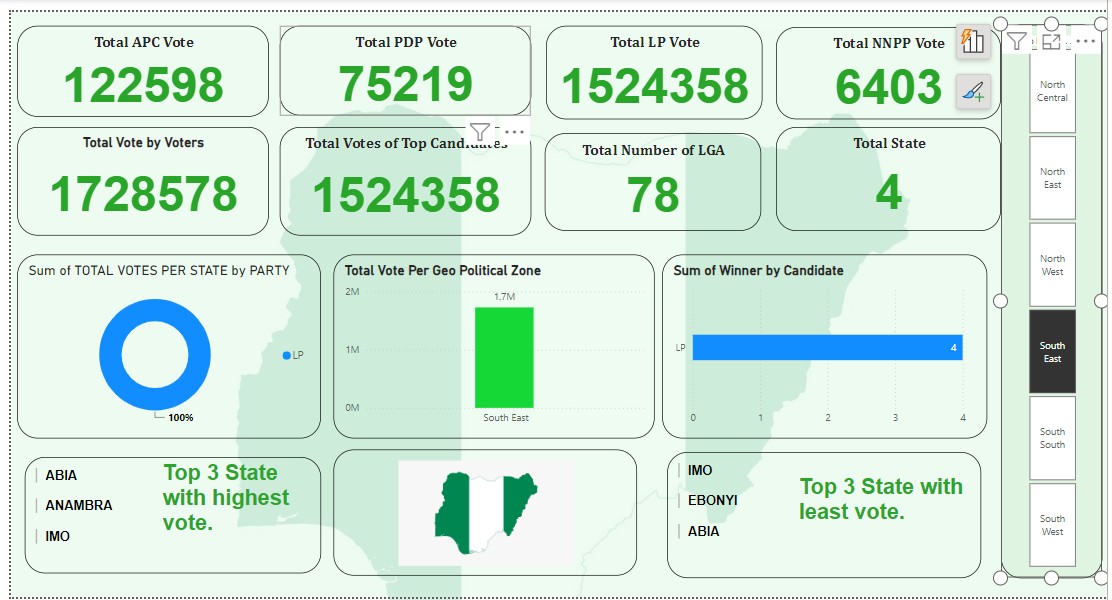 Total APC Vote
122598
Total PDP Vote
75219
Total LP Vote
1524358
Total NNPP Vote
6403
Total Vote by Voters
1728578
Total Votes of Top Candidates
1524358
Total Number of LGA
78
Total State
4
Sum of TOTAL VOTES PER STATE by PARTY
LP
100%
Total Vote Per Geo Political Zone
2M
1.7M
1M
0M
South East
Sum of Winner by Candidate
LP
4
0 1 2 3 4
ABIA
ANAMBRA
IMO
Top 3 State
with highest
vote.
IMO
EBONYI
ABIA
Top 3 State with
least vote.
North
Central
North
East
North
West
South
East
South
South
South
West